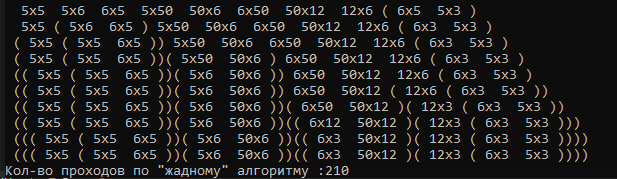 5x5  5x6  6x5  5x50  50x6  6x50  50x12  12x6 ( 6x5  5x3 )
5x5 ( 5x6  6x5 ) 5x50  50x6  6x50  50x12  12x6 ( 6x3  5x3 )
( 5x5 ( 5x5  6x5 )) 5x50  50x6  6x50  50x12  12x6 ( 6x3  5x3 )
( 5x5 ( 5x5  6x5 ))( 5x50  50x6 ) 6x50  50x12  12x6 ( 6x3  5x3 )
(( 5x5 ( 5x5  6x5 ))( 5x6  50x6 )) 6x50  50x12  12x6 ( 6x3  5x3 )
(( 5x5 ( 5x5  6x5 ))( 5x6  50x6 )) 6x50  50x12 ( 12x6 ( 6x3  5x3 ))
(( 5x5 ( 5x5  6x5 ))( 5x6  50x6 ))( 6x50  50x12 )( 12x3 ( 6x3  5x3 ))
(( 5x5 ( 5x5  6x5 ))( 5x6  50x6 ))(( 6x12  50x12 )( 12x3 ( 6x3  5x3 )))
((( 5x5 ( 5x5  6x5 ))( 5x6  50x6 ))(( 6x3  50x12 )( 12x3 ( 6x3  5x3 ))))
((( 5x5 ( 5x5  6x5 ))( 5x6  50x6 ))(( 6x3  50x12 )( 12x3 ( 6x3  5x3 ))))
Кол-во проходов по "жадному" алгоритму :210